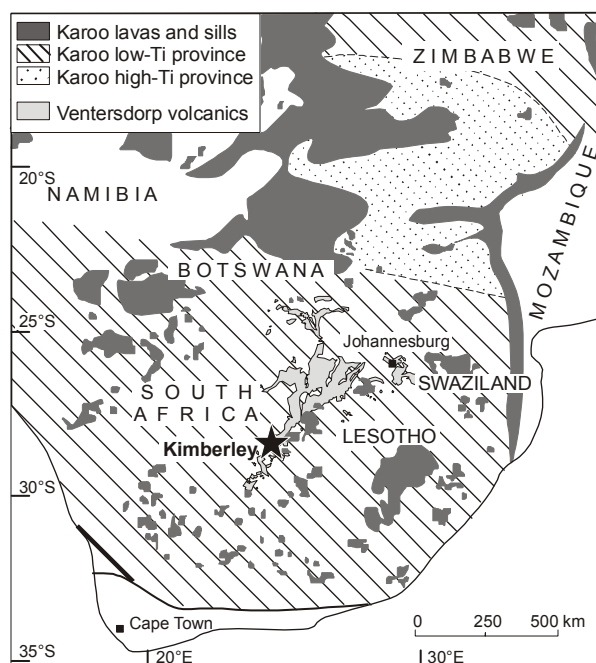 Karoo lavas and sills
Karoo low-Ti province
Karoo high-Ti province
Ventersdorp volcanics
ZIMBABWE
20°S
NAMIBIA
MOZAMBIQUE
BOTSWANA
25°S
Johannesburg
SOUTH
AFRICA
SWAZILAND
Kimberley
LESOTHO
30°S
0 250 500 km
Cape Town
35°S
20°E
30°E